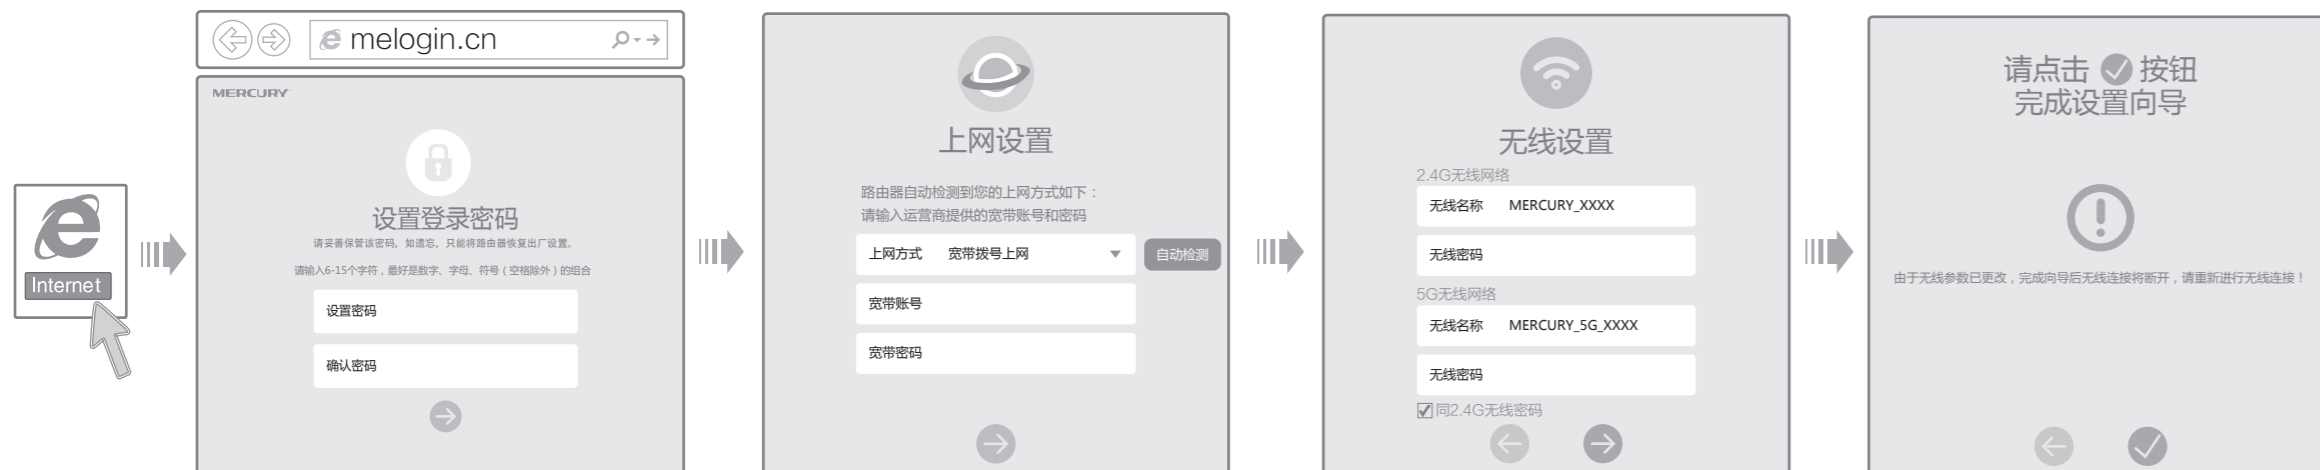 Internet
melogin.cn
MERCURY
设置登录密码
请妥善保管该密码，如遗忘，只能将路由器恢复出厂设置。
请输入6-15个字符，最好是数字、字母、符号（空格除外）的组合
设置密码
确认密码
上网设置
路由器自动检测到您的上网方式如下：
请输入运营商提供的宽带账号和密码
上网方式 宽带拨号上网 自动检测
宽带账号
宽带密码
无线设置
2.4G无线网络
无线名称 MERCURY_XXXX
无线密码
5G无线网络
无线名称 MERCURY_5G_XXXX
无线密码
同2.4G无线密码
请点击 按钮
完成设置向导
由于无线参数已更改，完成向导后无线连接将断开，请重新进行无线连接！